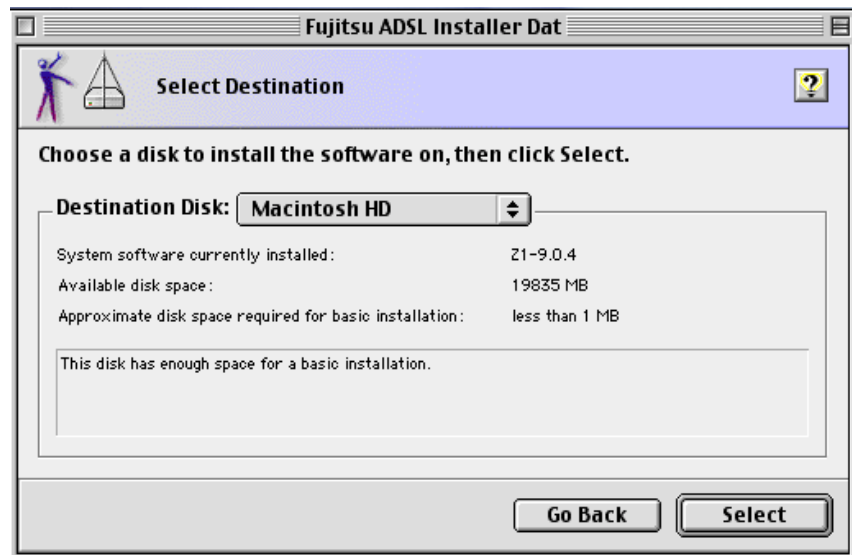 Fujitsu ADSL Installer Dat
Select Destination
?
Choose a disk to install the software on, then click Select.
Destination Disk: Macintosh HD
System software currently installed: Z1-9.0.4
Available disk space: 19835 MB
Approximate disk space required for basic installation: less than 1 MB
This disk has enough space for a basic installation.
Go Back Select